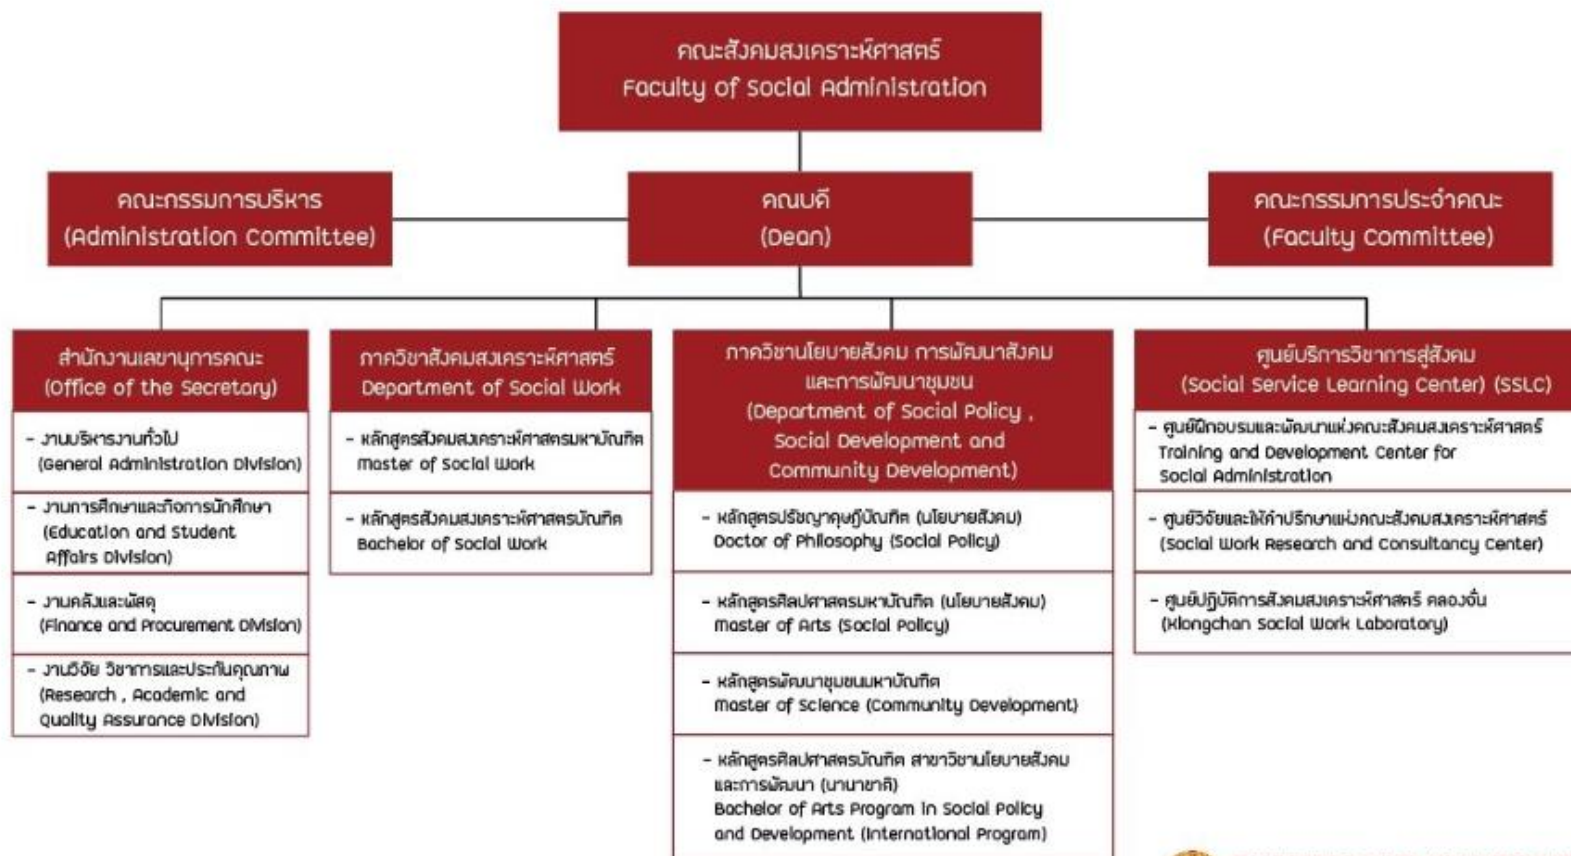 คณะสังคมสงเคราะห์ศาสตร์
Faculty of Social Administration
คณะกรรมการบริหาร
(Administration Committee)
คณบดี
(Dean)
คณะกรรมการประจำคณะ
(Faculty Committee)
สำนักงานเลขานุการคณะ
(Office of the Secretary)
- งานบริหารงานทั่วไป
(General Administration Division)
- งานการศึกษาและกิจการนักศึกษา
(Education and Student
Affairs Division)
- งานคลังและพัสดุ
(Finance and Procurement Division)
- งานวิจัย วิชาการและประกันคุณภาพ
(Research , Academic and
Quality Assurance Division)
ภาควิชาสังคมสงเคราะห์ศาสตร์
Department of Social Work
- หลักสูตรสังคมสงเคราะห์ศาสตรมหาบัณฑิต
Master of Social Work
- หลักสูตรสังคมสงเคราะห์ศาสตรบัณฑิต
Bachelor of Social Work
ภาควิชานโยบายสังคม การพัฒนาสังคม
และการพัฒนาชุมชน
(Department of Social Policy ,
Social Development and
Community Development)
- หลักสูตรปรัชญาดุษฎีบัณฑิต (นโยบายสังคม)
Doctor of Philosophy (Social Policy)
- หลักสูตรศิลปศาสตรมหาบัณฑิต (นโยบายสังคม)
Master of Arts (Social Policy)
- หลักสูตรพัฒนาชุมชนมหาบัณฑิต
Master of Science (Community Development)
- หลักสูตรศิลปศาสตรบัณฑิต สาขาวิชานโยบายสังคม
และการพัฒนา (นานาชาติ)
Bachelor of Arts Program in Social Policy
and Development (International Program)
ศูนย์บริการวิชาการสู่สังคม
(Social Service Learning Center) (SSLC)
- ศูนย์ฝึกอบรมและพัฒนาแห่งคณะสังคมสงเคราะห์ศาสตร์
Training and Development Center for
Social Administration
- ศูนย์วิจัยและให้คำปรึกษาแห่งคณะสังคมสงเคราะห์ศาสตร์
(Social Work Research and Consultancy Center)
- ศูนย์ปฏิบัติการสังคมสงเคราะห์ศาสตร์ คลองจั่น
(Klongchan Social Work Laboratory)